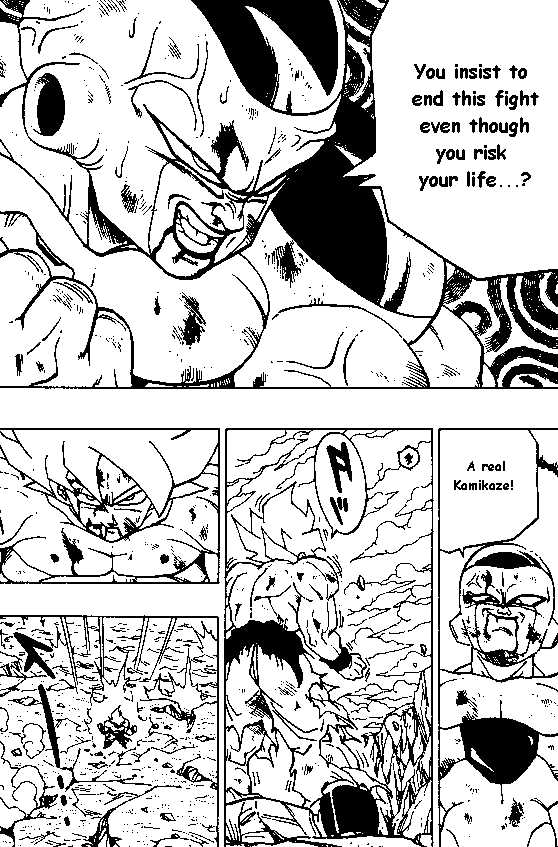 You insist to
end this fight
even though
you risk
your life...?
A real
Kamikaze!